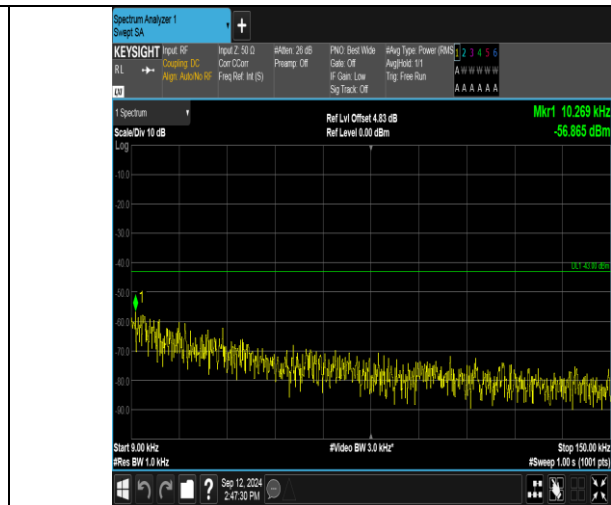 Spectrum Analyzer 1
Swept SA
+
KEYSIGHT Input: RF Input Z: 50 Ω #Atten: 26 dB PNO: Best Wide #Avg Type: Power (RMS 1 2 3 4 5 6
RL Coupling: DC Corr CCorr Preamp: Off Gate: Off Avg|Hold: 1/1 A W W W W W
Align: Auto/No RF Freq Ref: Int (S) IF Gain: Low Trig: Free Run
LXI Sig Track: Off A A A A A A
1 Spectrum Ref Lvl Offset 4.83 dB Mkr1 10.269 kHz
Scale/Div 10 dB Ref Level 0.00 dBm -56.865 dBm
Log
-10.0
-20.0
-30.0
-40.0
DL1 -43.00 dBm
-50.0
1
-60.0
-70.0
-80.0
-90.0
Start 9.00 kHz #Video BW 3.0 kHz* Stop 150.00 kHz
#Res BW 1.0 kHz #Sweep 1.00 s (1001 pts)
? Sep 12, 2024
2:47:30 PM